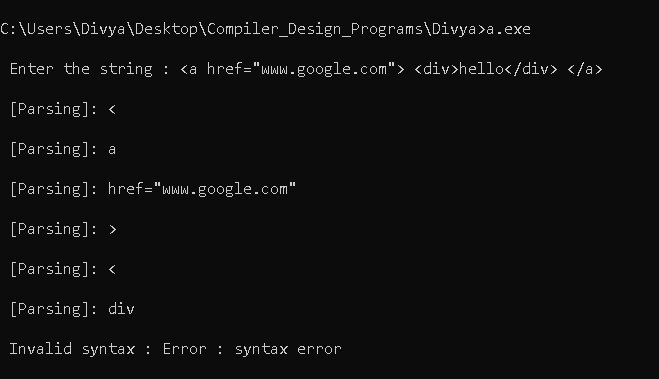 C:\Users\Divya\Desktop\Compiler_Design_Programs\Divya>a.exe
Enter the string : <a href="www.google.com"> <div>hello</div> </a>
[Parsing]: <
[Parsing]: a
[Parsing]: href="www.google.com"
[Parsing]: >
[Parsing]: <
[Parsing]: div
Invalid syntax : Error : syntax error